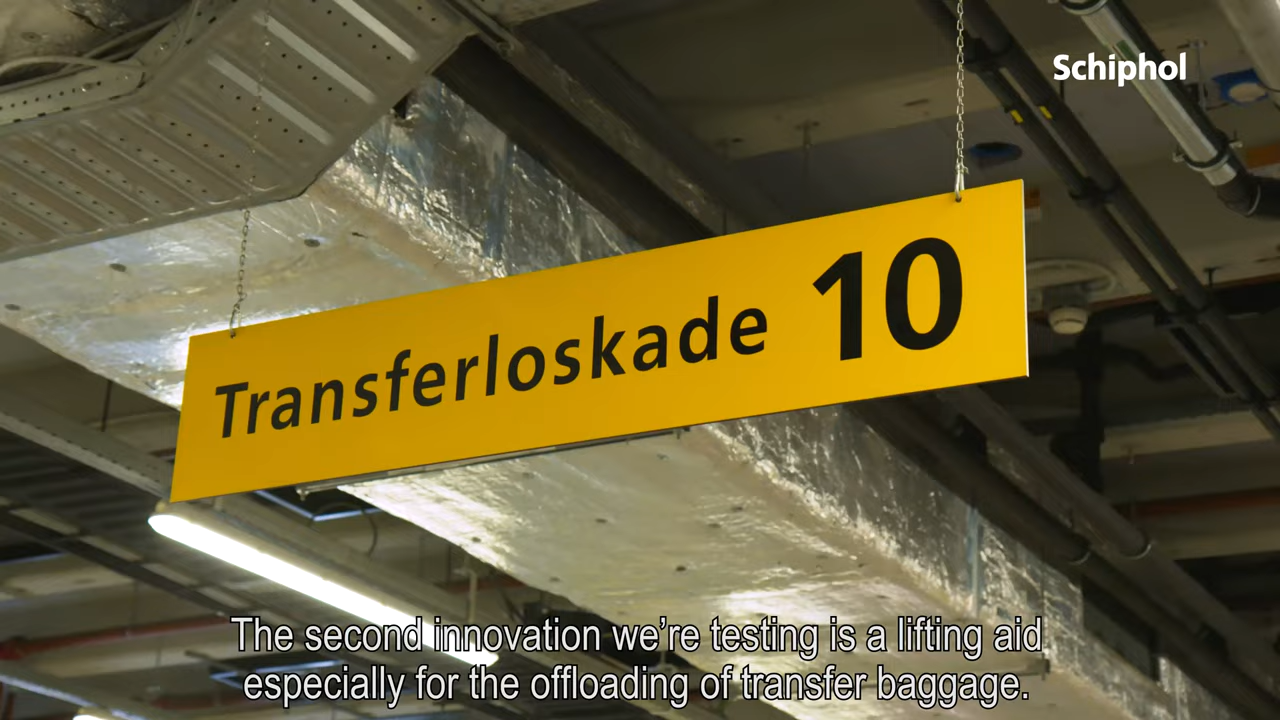 Schiphol
Transferloskade 10
The second innovation we're testing is a lifting aid
especially for the offloading of transfer baggage.